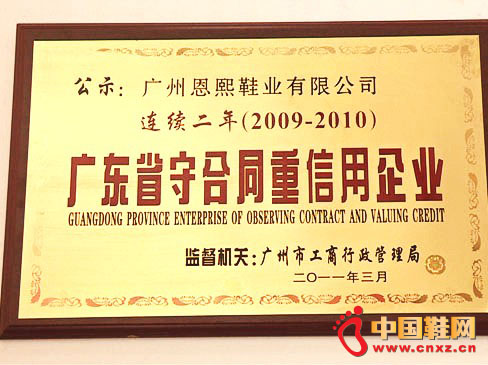 公示：广州恩熙鞋业有限公司
连续二年(2009-2010)
广东省守合同重信用企业
GUANGDONG PROVINCE ENTERPRISE OF OBSERVING CONTRACT AND VALUING CREDIT
监督机关：广州市工商行政管理局
二〇一一年三月
中国鞋网
www.cnxz.cn